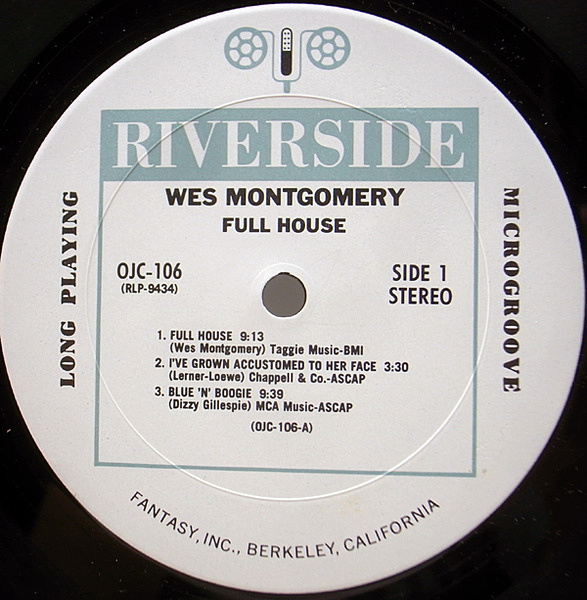 RIVERSIDE
WES MONTGOMERY
FULL HOUSE
LONG PLAYING
MICROGROOVE
OJC-106
(RLP-9434)
SIDE 1
STEREO
1. FULL HOUSE 9:13
(Wes Montgomery) Taggie Music-BMI
2. I'VE GROWN ACCUSTOMED TO HER FACE 3:30
(Lerner-Loewe) Chappell & Co.-ASCAP
3. BLUE 'N' BOOGIE 9:39
(Dizzy Gillespie) MCA Music-ASCAP
(OJC-106-A)
FANTASY, INC., BERKELEY, CALIFORNIA